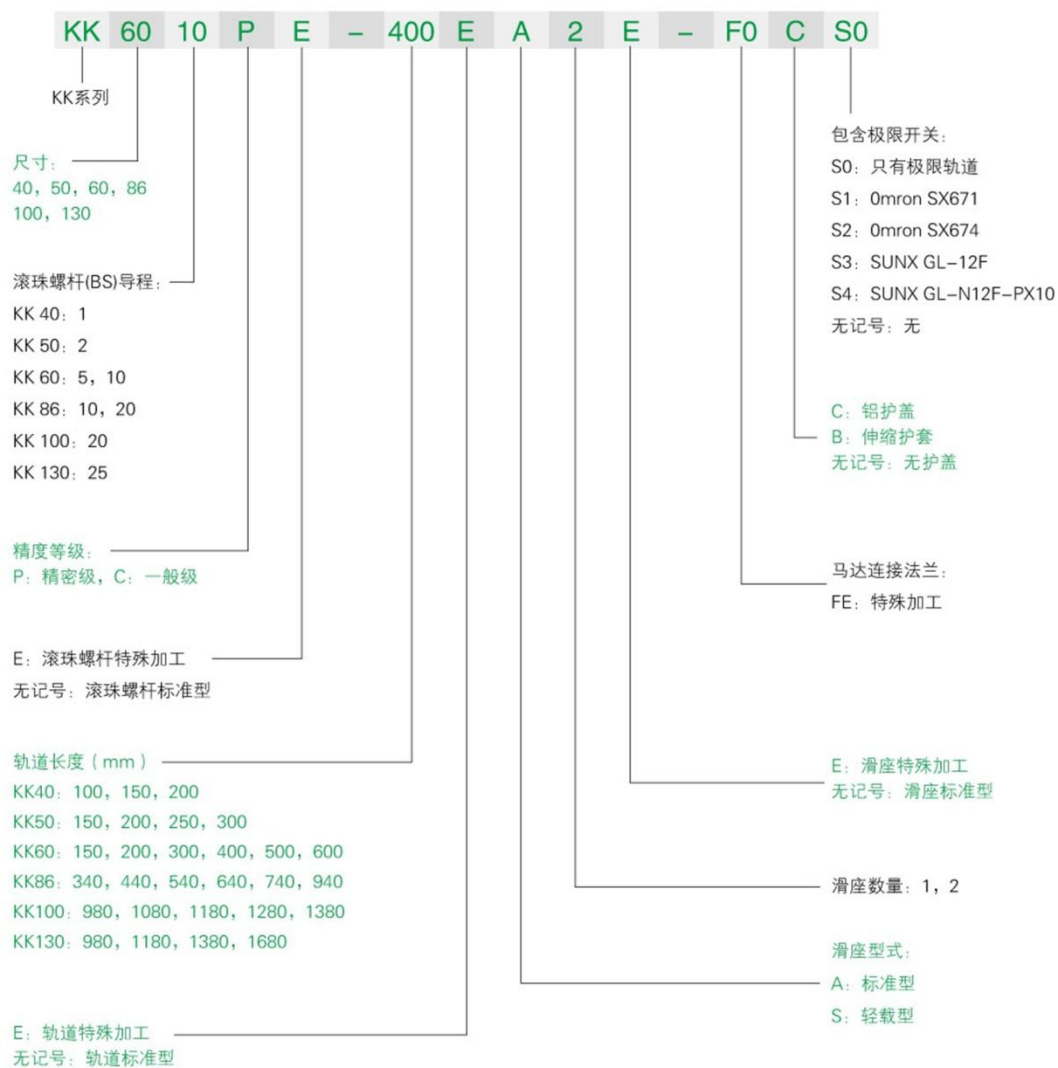 KK 60 10 P E – 400 E A 2 E – F0 C S0
KK系列
尺寸:
40, 50, 60, 86
100, 130
滚珠螺杆(BS)导程:
KK 40: 1
KK 50: 2
KK 60: 5, 10
KK 86: 10, 20
KK 100: 20
KK 130: 25
精度等级:
P: 精密级, C: 一般级
E: 滚珠螺杆特殊加工
无记号: 滚珠螺杆标准型
轨道长度 ( mm )
KK40: 100, 150, 200
KK50: 150, 200, 250, 300
KK60: 150, 200, 300, 400, 500, 600
KK86: 340, 440, 540, 640, 740, 940
KK100: 980, 1080, 1180, 1280, 1380
KK130: 980, 1180, 1380, 1680
E: 轨道特殊加工
无记号: 轨道标准型
包含极限开关:
S0: 只有极限轨道
S1: 0mron SX671
S2: 0mron SX674
S3: SUNX GL–12F
S4: SUNX GL–N12F–PX10
无记号: 无
C: 铝护盖
B: 伸缩护套
无记号: 无护盖
马达连接法兰:
FE: 特殊加工
E: 滑座特殊加工
无记号: 滑座标准型
滑座数量: 1, 2
滑座型式:
A: 标准型
S: 轻载型